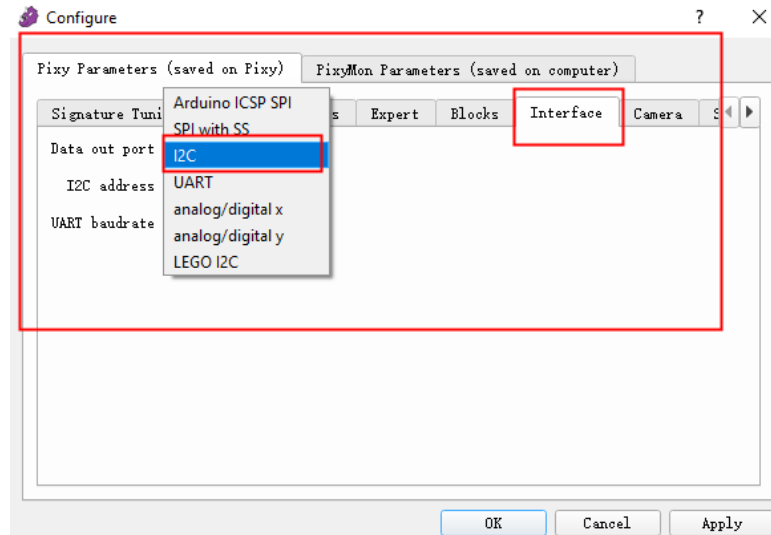 Configure
?
Pixy Parameters (saved on Pixy)
PixyMon Parameters (saved on computer)
Signature Tuni
s
Expert
Blocks
Interface
Camera
Data out port
I2C address
UART baudrate
Arduino ICSP SPI
SPI with SS
I2C
UART
analog/digital x
analog/digital y
LEGO I2C
OK
Cancel
Apply